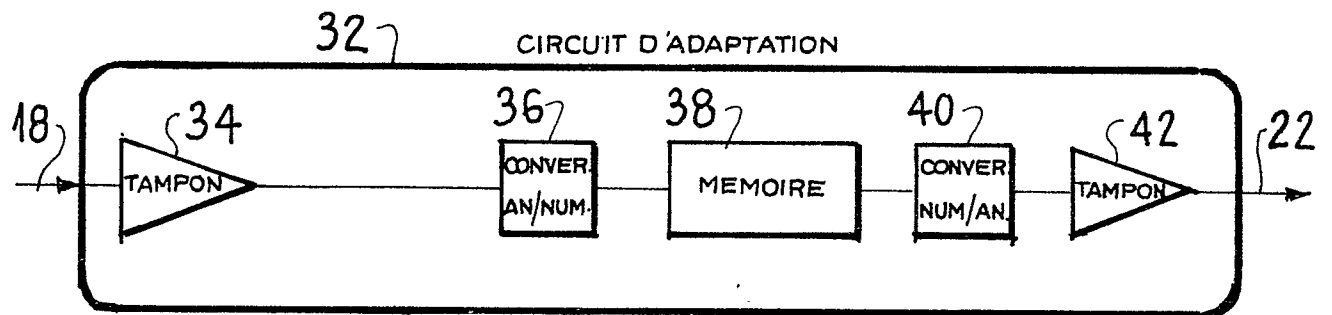 32 CIRCUIT D'ADAPTATION
18 34 36 38 40 42 22
TAMPON
CONVER.
AN/NUM.
MEMOIRE
CONVER.
NUM/AN.
TAMPON